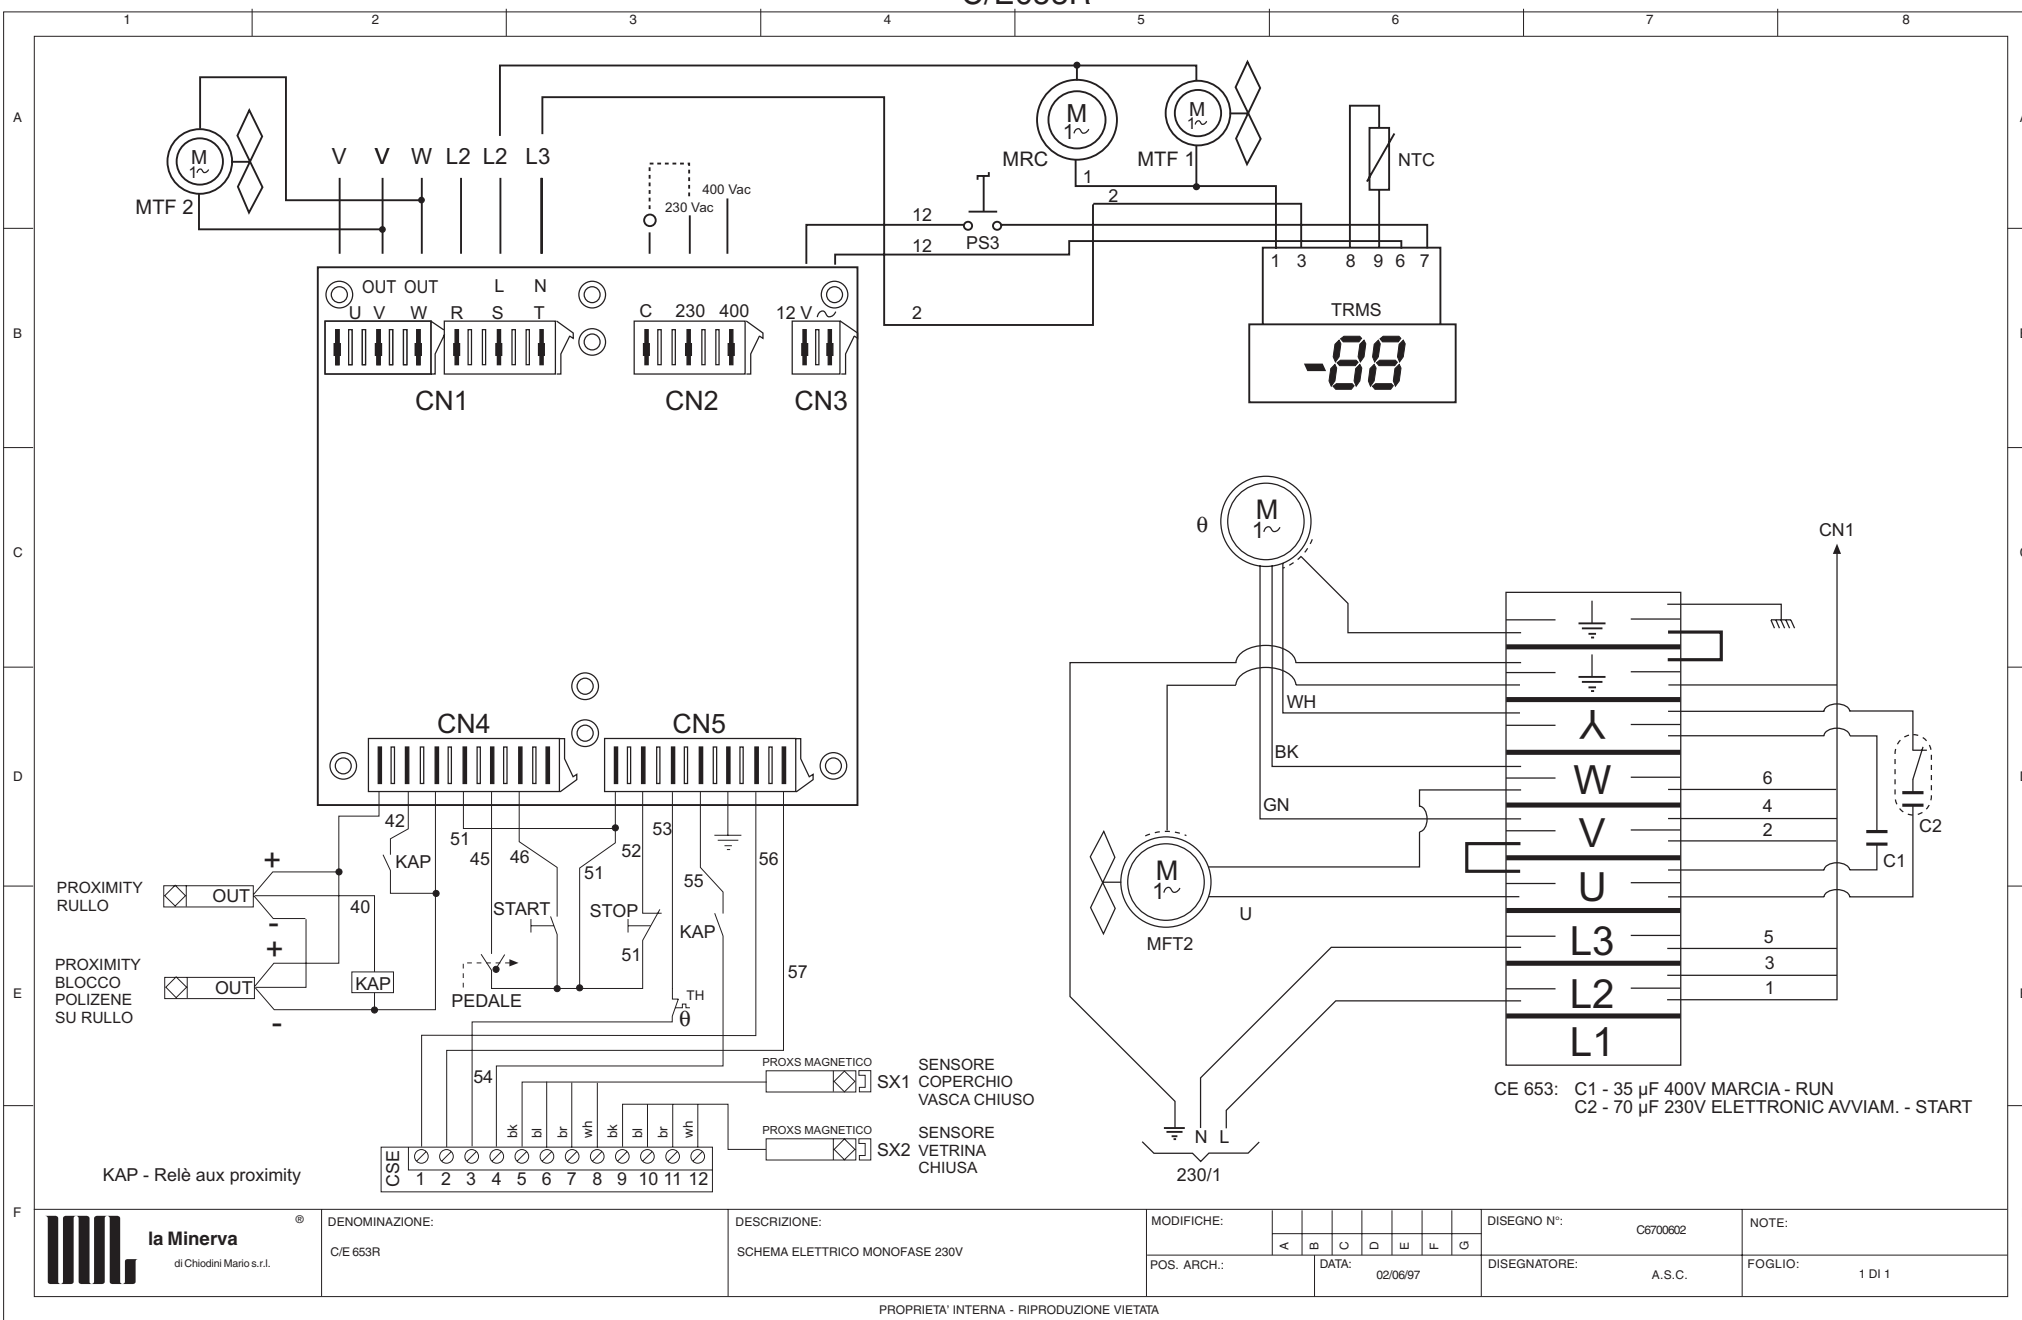 1 2 3 4 5 6 7 8
A
B
C
D
E
F
M
1~
MTF 2
V V W L2 L2 L3
400 Vac
230 Vac
M
1~
MRC
M
1~
MTF 1
NTC
1
2
12
PS3
12
2
1 3 8 9 6 7
TRMS
-88
OUT OUT L N
U V W R S T
C 230 400
12 V ~
CN1
CN2
CN3
CN4
CN5
42
KAP
51
45
46
51
52
53
55
56
57
PROXIMITY
RULLO
OUT
+
-
40
PROXIMITY
BLOCCO
POLIZENE
SU RULLO
OUT
+
-
KAP
START
STOP
51
KAP
PEDALE
TH
θ
54
bk bl br wh bk bl br wh
CSE
1 2 3 4 5 6 7 8 9 10 11 12
PROXS MAGNETICO
SX1
SENSORE
COPERCHIO
VASCA CHIUSO
PROXS MAGNETICO
SX2
SENSORE
VETRINA
CHIUSA
KAP - Relè aux proximity
θ
M
1~
WH
BK
GN
M
1~
MFT2
U
W
V
U
L3
L2
L1
CN1
6
4
2
5
3
1
C1
C2
N L
230/1
CE 653: C1 - 35 µF 400V MARCIA - RUN
C2 - 70 µF 230V ELETTRONIC AVVIAM. - START
la Minerva
®
di Chiodini Mario s.r.l.
DENOMINAZIONE:
C/E 653R
DESCRIZIONE:
SCHEMA ELETTRICO MONOFASE 230V
MODIFICHE:
A B C D E F G
POS. ARCH.:
DATA:
02/06/97
DISEGNO N°:
C6700602
DISEGNATORE:
A.S.C.
NOTE:
FOGLIO:
1 DI 1
PROPRIETA' INTERNA - RIPRODUZIONE VIETATA